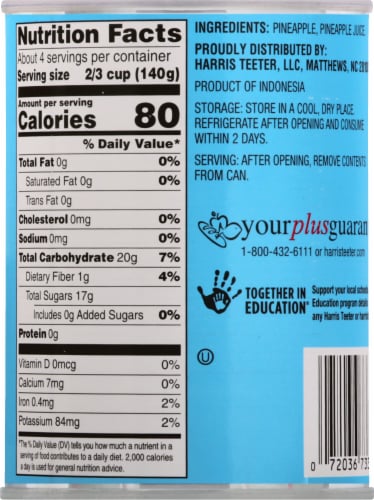 Nutrition Facts
About 4 servings per container
Serving size 2/3 cup (140g)
Amount per serving
Calories 80
% Daily Value*
Total Fat 0g 0%
Saturated Fat 0g 0%
Trans Fat 0g
Cholesterol 0mg 0%
Sodium 0mg 0%
Total Carbohydrate 20g 7%
Dietary Fiber 1g 4%
Total Sugars 17g
Includes 0g Added Sugars 0%
Protein 0g
Vitamin D 0mcg 0%
Calcium 7mg 0%
Iron 0.4mg 2%
Potassium 84mg 2%
*The % Daily Value (DV) tells you how much a nutrient in a
serving of food contributes to a daily diet. 2,000 calories
a day is used for general nutrition advice.
INGREDIENTS: PINEAPPLE, PINEAPPLE JUICE.
PROUDLY DISTRIBUTED BY:
HARRIS TEETER, LLC, MATTHEWS, NC 2810
PRODUCT OF INDONESIA
STORAGE: STORE IN A COOL, DRY PLACE
REFRIGERATE AFTER OPENING AND CONSUME
WITHIN 2 DAYS.
SERVING: AFTER OPENING, REMOVE CONTENTS
FROM CAN.
yourplusguaran
1-800-432-6111 or harristeeter.com
TOGETHER IN
EDUCATION®
Support your local schools
Education program details
any Harris Teeter or harrist
U
0 72036 73